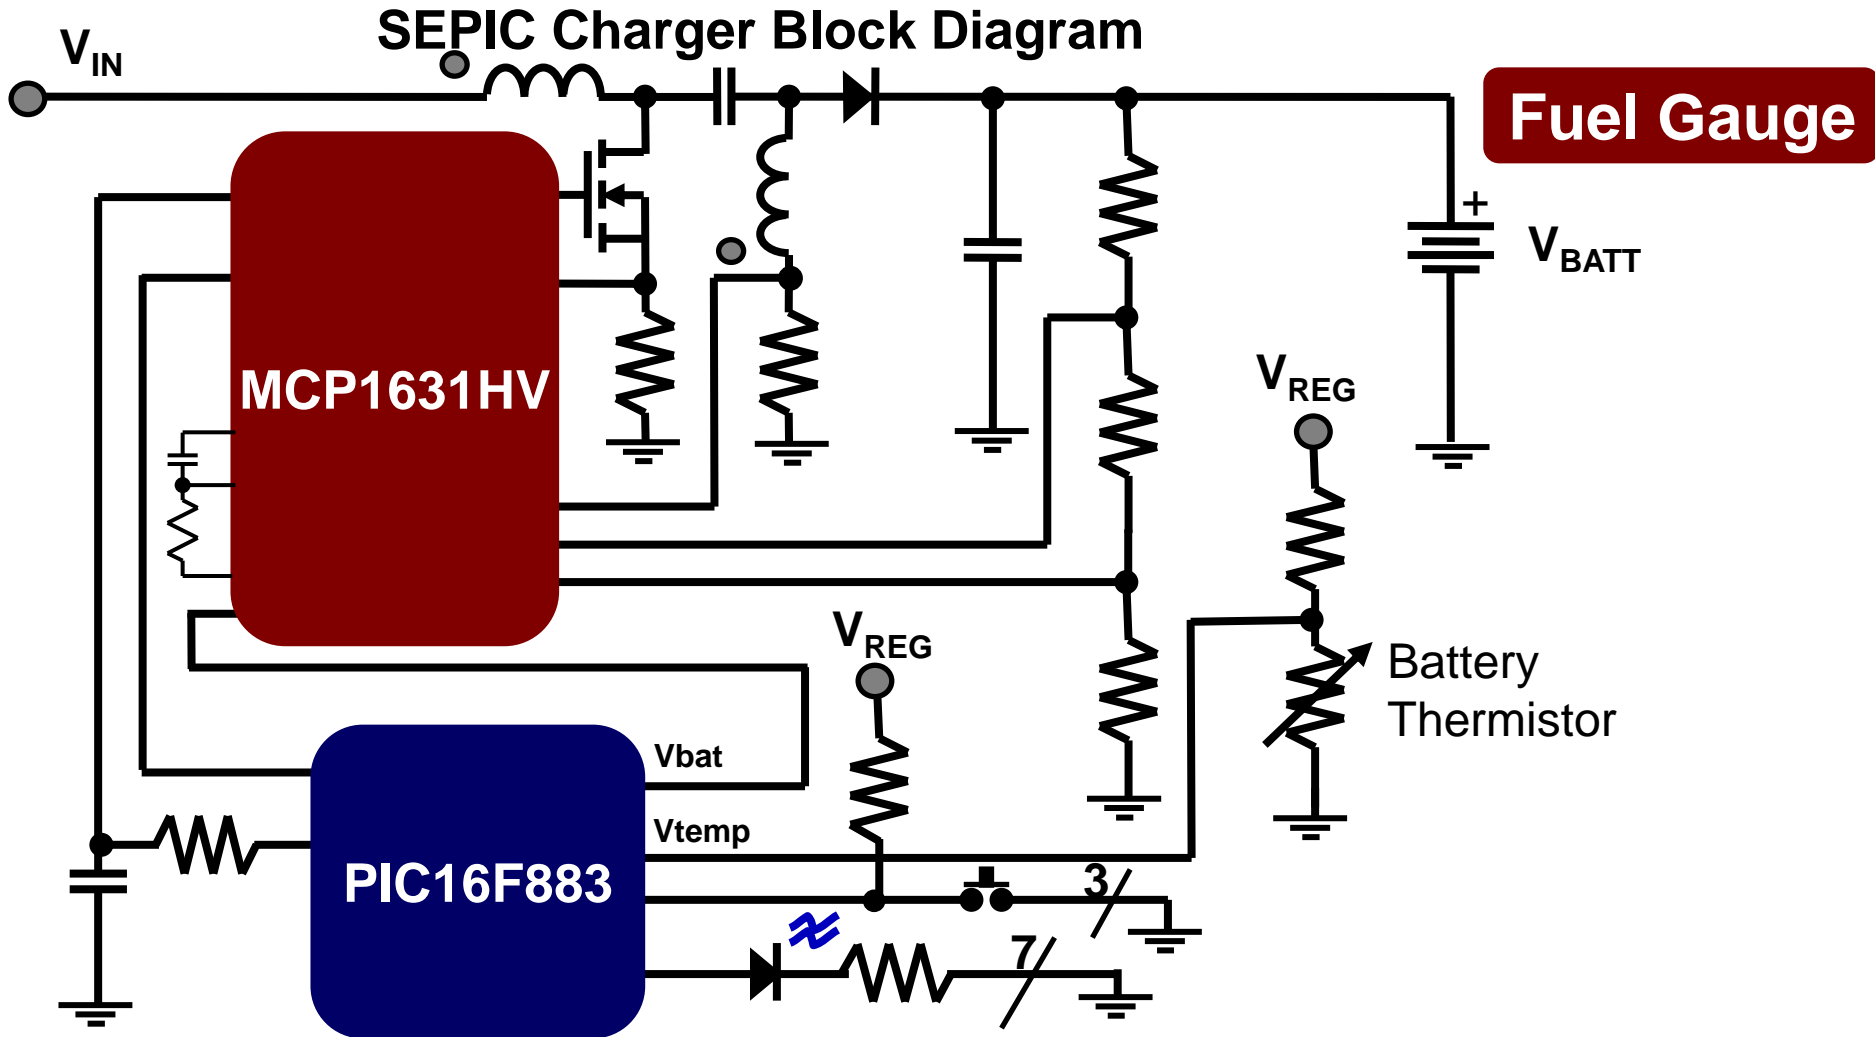 SEPIC Charger Block Diagram
VIN
Fuel Gauge
+
VBATT
MCP1631HV
VREG
VREG
Battery
Thermistor
Vbat
Vtemp
PIC16F883
3
7